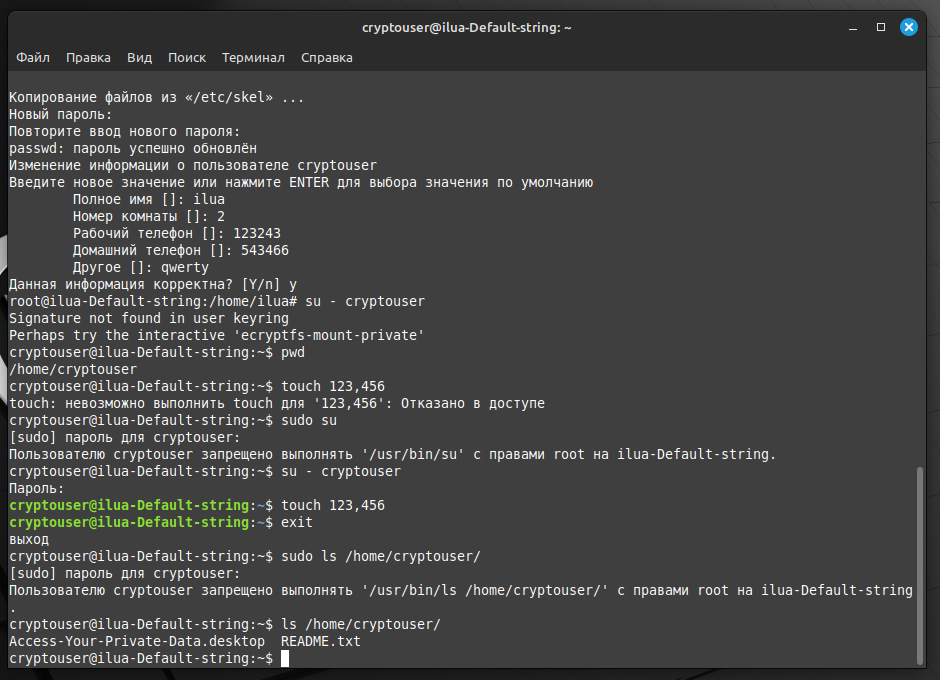 cryptouser@ilua-Default-string: ~
Файл Правка Вид Поиск Терминал Справка
Копирование файлов из «/etc/skel» ...
Новый пароль:
Повторите ввод нового пароля:
passwd: пароль успешно обновлён
Изменение информации о пользователе cryptouser
Введите новое значение или нажмите ENTER для выбора значения по умолчанию
Полное имя []: ilua
Номер комнаты []: 2
Рабочий телефон []: 123243
Домашний телефон []: 543466
Другое []: qwerty
Данная информация корректна? [Y/n] y
root@ilua-Default-string:/home/ilua# su - cryptouser
Signature not found in user keyring
Perhaps try the interactive 'ecryptfs-mount-private'
cryptouser@ilua-Default-string:~$ pwd
/home/cryptouser
cryptouser@ilua-Default-string:~$ touch 123,456
touch: невозможно выполнить touch для '123,456': Отказано в доступе
cryptouser@ilua-Default-string:~$ sudo su
[sudo] пароль для cryptouser:
Пользователю cryptouser запрещено выполнять '/usr/bin/su' с правами root на ilua-Default-string.
cryptouser@ilua-Default-string:~$ su - cryptouser
Пароль:
cryptouser@ilua-Default-string:~$ touch 123,456
cryptouser@ilua-Default-string:~$ exit
выход
cryptouser@ilua-Default-string:~$ sudo ls /home/cryptouser/
[sudo] пароль для cryptouser:
Пользователю cryptouser запрещено выполнять '/usr/bin/ls /home/cryptouser/' с правами root на ilua-Default-string
.
cryptouser@ilua-Default-string:~$ ls /home/cryptouser/
Access-Your-Private-Data.desktop README.txt
cryptouser@ilua-Default-string:~$